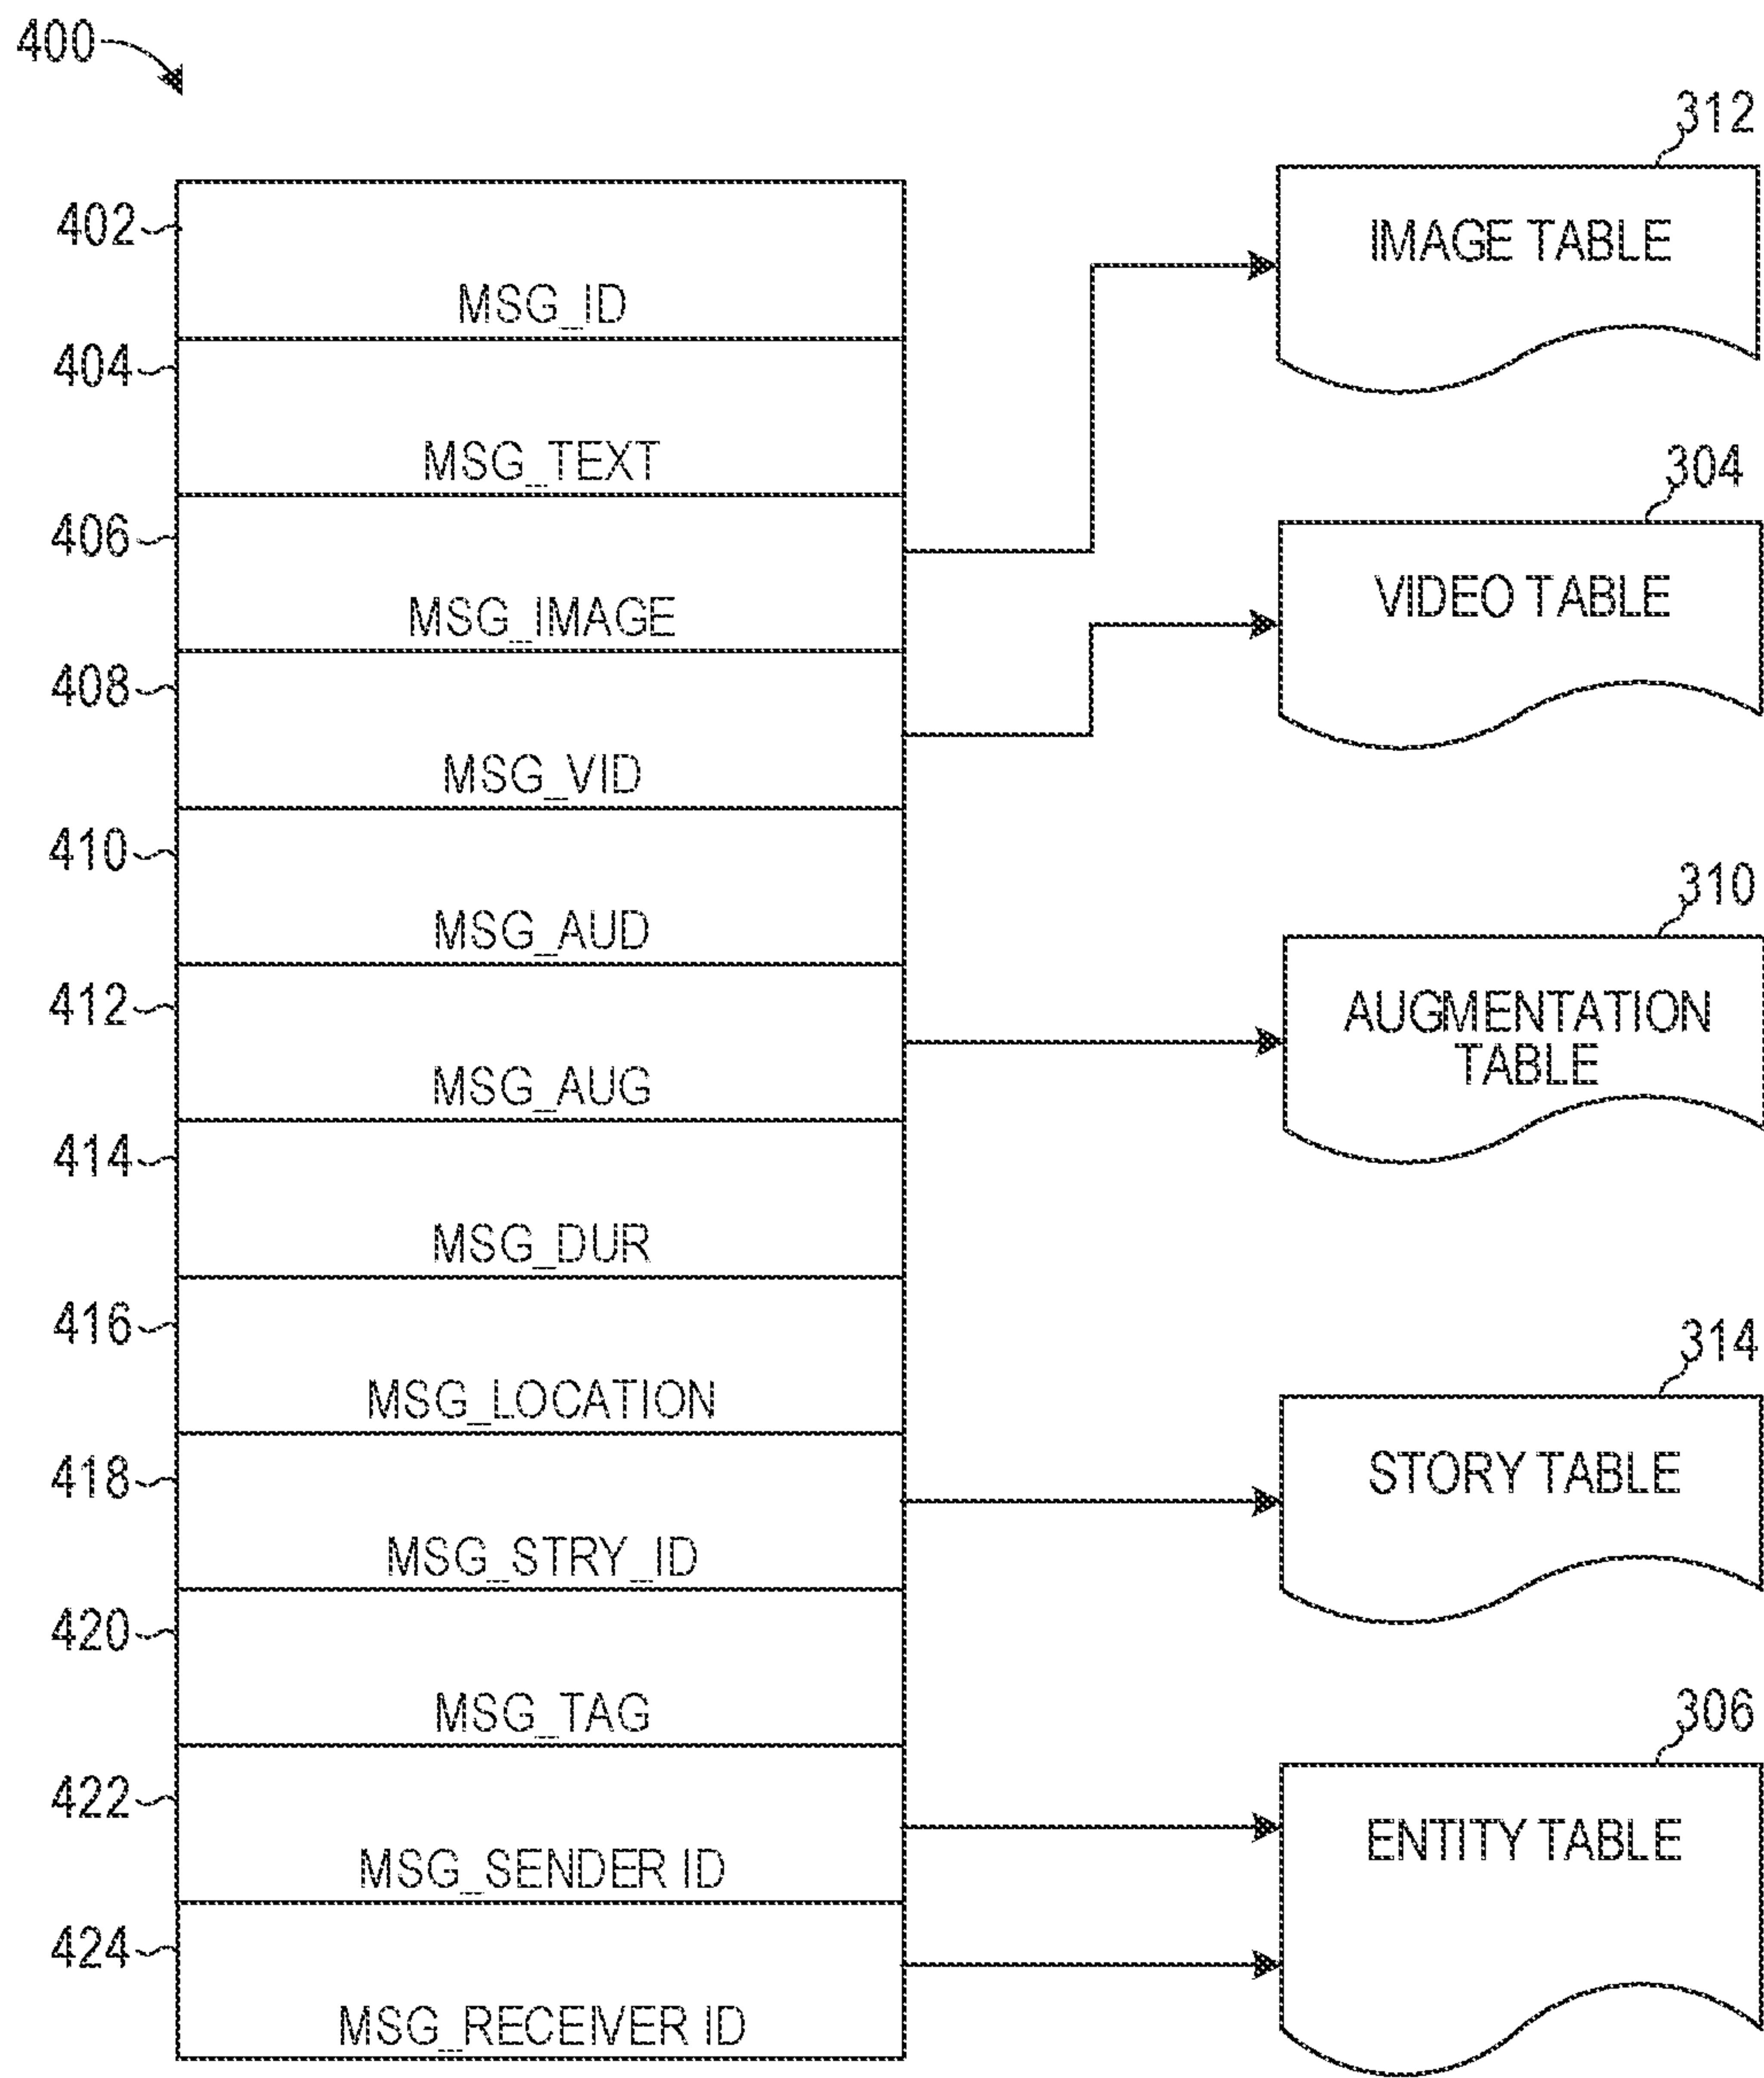 400
312
402
IMAGE TABLE
MSG_ID
404
MSG_TEXT
304
406
VIDEO TABLE
MSG_IMAGE
408
MSG_VID
410
310
MSG_AUD
412
AUGMENTATION
TABLE
MSG_AUG
414
MSG_DUR
416
314
MSG_LOCATION
418
STORY TABLE
MSG_STRY_ID
420
MSG_TAG
306
422
ENTITY TABLE
MSG_SENDER ID
424
MSG_RECEIVER ID